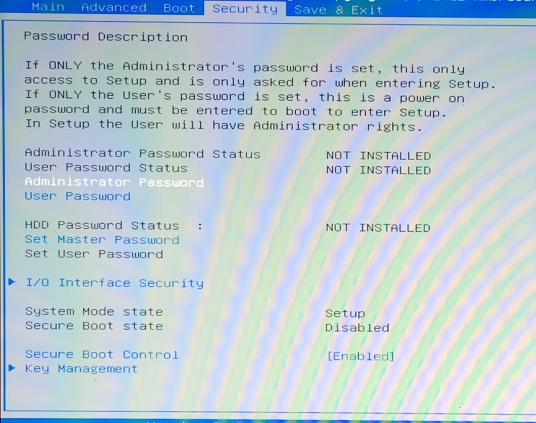 Main Advanced Boot Security Save & Exit
Password Description
If ONLY the Administrator's password is set, this only
access to Setup and is only asked for when entering Setup.
If ONLY the User's password is set, this is a power on
password and must be entered to boot to enter Setup.
In Setup the User will have Administrator rights.
Administrator Password Status NOT INSTALLED
User Password Status NOT INSTALLED
Administrator Password
User Password
HDD Password Status : NOT INSTALLED
Set Master Password
Set User Password
I/O Interface Security
System Mode state Setup
Secure Boot state Disabled
Secure Boot Control [Enabled]
Key Management